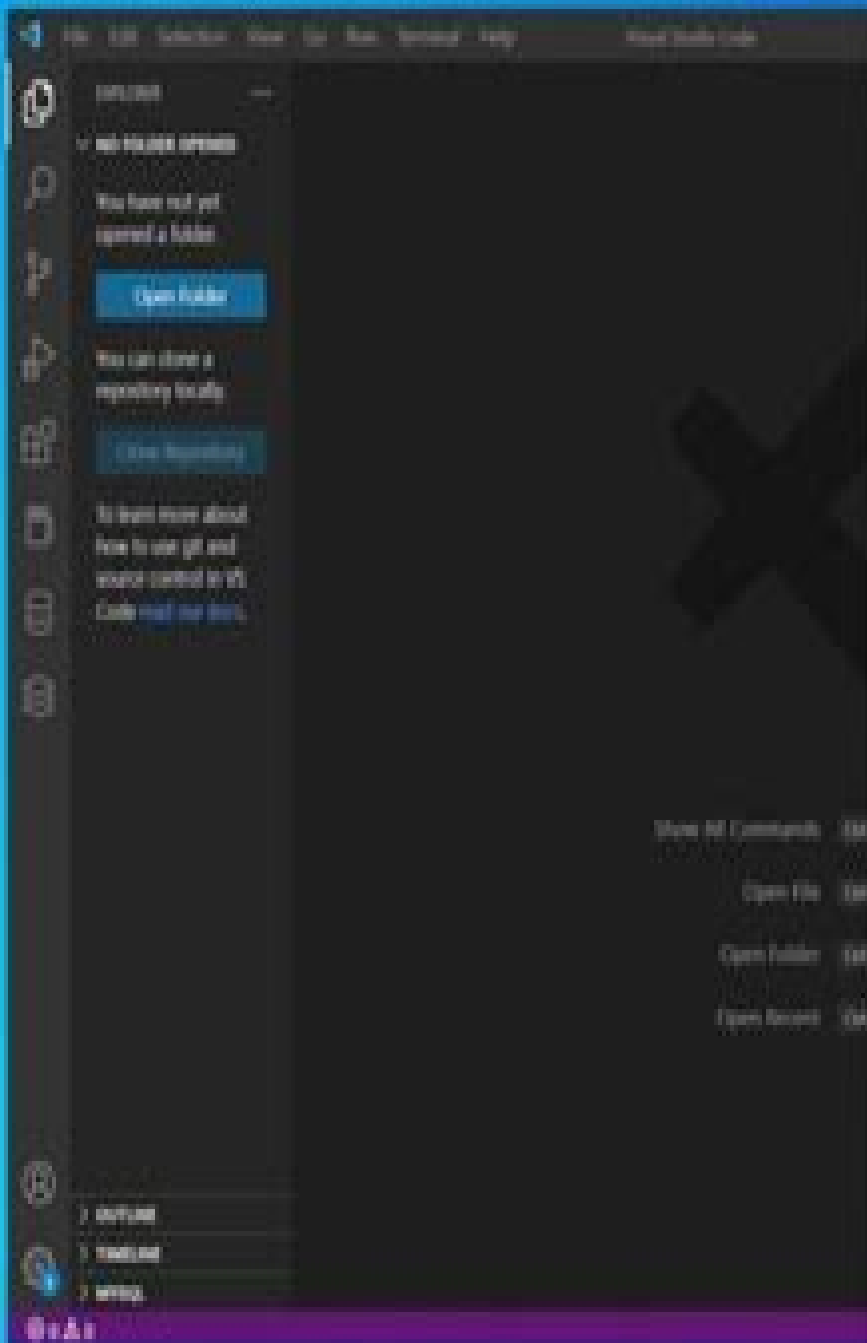 File Edit Selection View Go Run Terminal Help
Visual Studio Code
EXPLORER
NO FOLDER OPENED
You have not yet
opened a folder.
Open Folder
You can clone a
repository locally.
Clone Repository
To learn more about
how to use git and
source control in VS
Code read our docs.
Show All Commands
Open File
Open Folder
Open Recent
OUTLINE
TIMELINE
MYSQL